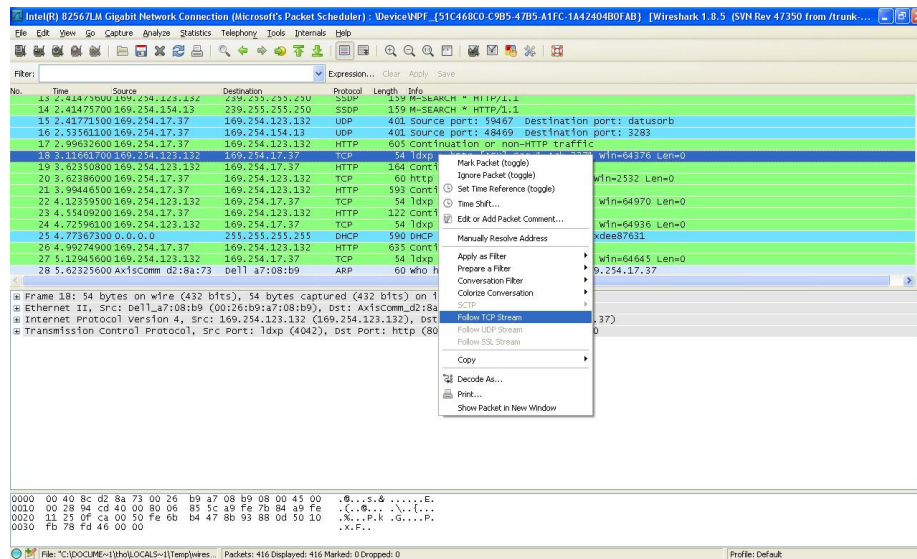 Intel(R) 82567LM Gigabit Network Connection (Microsoft's Packet Scheduler) : \Device\NPF_{51C468C0-C9B5-47B5-A1FC-1A42404B0FAB} [Wireshark 1.8.5 (SVN Rev 47350 from /trunk-
File Edit View Go Capture Analyze Statistics Telephony Tools Internals Help
Filter: Expression... Clear Apply Save
No. Time Source Destination Protocol Length Info
13 2.41475600 169.254.123.132 239.255.255.250 SSDP 159 M-SEARCH * HTTP/1.1
14 2.41475700 169.254.154.13 239.255.255.250 SSDP 159 M-SEARCH * HTTP/1.1
15 2.41771500 169.254.17.37 169.254.123.132 UDP 401 Source port: 59467 Destination port: datusorb
16 2.53561100 169.254.17.37 169.254.154.13 UDP 401 Source port: 48469 Destination port: 3283
17 2.99632600 169.254.17.37 169.254.123.132 HTTP 605 Continuation or non-HTTP traffic
18 3.11661700 169.254.123.132 169.254.17.37 TCP 54 ldxp Win=64376 Len=0
19 3.62350800 169.254.123.132 169.254.17.37 HTTP 164 Conti
20 3.62386000 169.254.17.37 169.254.123.132 TCP 60 http Win=2532 Len=0
21 3.99446500 169.254.17.37 169.254.123.132 HTTP 593 Conti
22 4.12359500 169.254.123.132 169.254.17.37 TCP 54 ldxp Win=64970 Len=0
23 4.55409200 169.254.17.37 169.254.123.132 HTTP 122 Conti
24 4.72596100 169.254.123.132 169.254.17.37 TCP 54 ldxp Win=64936 Len=0
25 4.77367300 0.0.0.0 255.255.255.255 DHCP 590 DHCP xdee87631
26 4.99274900 169.254.17.37 169.254.123.132 HTTP 635 Conti
27 5.12945600 169.254.123.132 169.254.17.37 TCP 54 ldxp Win=64645 Len=0
28 5.62325600 AxisComm_d2:8a:73 Dell_a7:08:b9 ARP 60 Who h 9.254.17.37
Mark Packet (toggle)
Ignore Packet (toggle)
Set Time Reference (toggle)
Time Shift...
Edit or Add Packet Comment...
Manually Resolve Address
Apply as Filter
Prepare a Filter
Conversation Filter
Colorize Conversation
SCTP
Follow TCP Stream
Follow UDP Stream
Follow SSL Stream
Copy
Decode As...
Print...
Show Packet in New Window
Frame 18: 54 bytes on wire (432 bits), 54 bytes captured (432 bits) on i
Ethernet II, Src: Dell_a7:08:b9 (00:26:b9:a7:08:b9), Dst: AxisComm_d2:8a
Internet Protocol Version 4, Src: 169.254.123.132 (169.254.123.132), Dst .37)
Transmission Control Protocol, Src Port: ldxp (4042), Dst Port: http (80 0
0000 00 40 8c d2 8a 73 00 26 b9 a7 08 b9 08 00 45 00 .@...s.& ......E.
0010 00 28 94 cd 40 00 80 06 85 5c a9 fe 7b 84 a9 fe .(..@... .\..{...
0020 11 25 0f ca 00 50 fe 6b b4 47 8b 93 88 0d 50 10 .%...P.k .G....P.
0030 fb 78 fd 46 00 00 .x.F..
File: "C:\DOCUME~1\tho\LOCALS~1\Temp\wires... Packets: 416 Displayed: 416 Marked: 0 Dropped: 0 Profile: Default